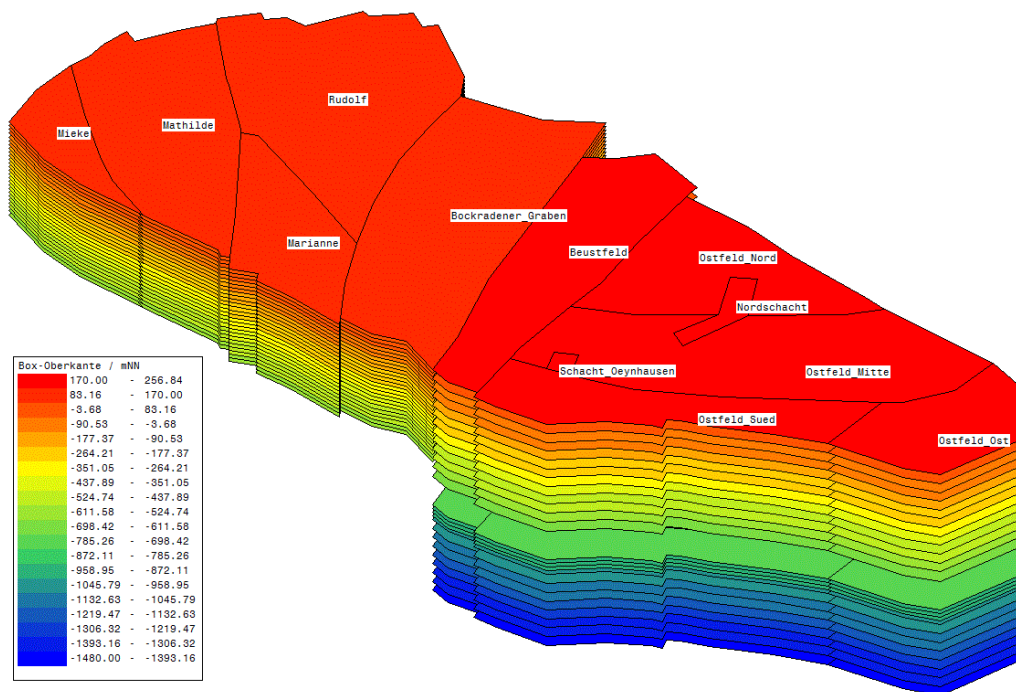 Rudolf
Mathilde
Mieke
Bockradener_Graben
Marianne
Beustfeld
Ostfeld_Nord
Nordschacht
Schacht_Oeynhausen
Ostfeld_Mitte
Ostfeld_Sued
Ostfeld_Ost
Box-Oberkante / mNN
170.00 - 256.84
83.16 - 170.00
-3.68 - 83.16
-90.53 - -3.68
-177.37 - -90.53
-264.21 - -177.37
-351.05 - -264.21
-437.89 - -351.05
-524.74 - -437.89
-611.58 - -524.74
-698.42 - -611.58
-785.26 - -698.42
-872.11 - -785.26
-958.95 - -872.11
-1045.79 - -958.95
-1132.63 - -1045.79
-1219.47 - -1132.63
-1306.32 - -1219.47
-1393.16 - -1306.32
-1480.00 - -1393.16